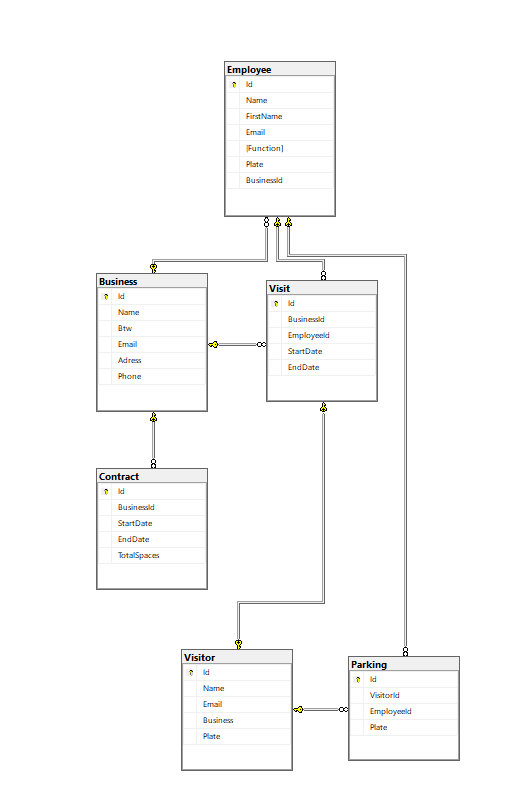 Employee
Id
Name
FirstName
Email
[Function]
Plate
BusinessId
Business
Id
Name
Btw
Email
Adress
Phone
Visit
Id
BusinessId
EmployeeId
StartDate
EndDate
Contract
Id
BusinessId
StartDate
EndDate
TotalSpaces
Visitor
Id
Name
Email
Business
Plate
Parking
Id
VisitorId
EmployeeId
Plate